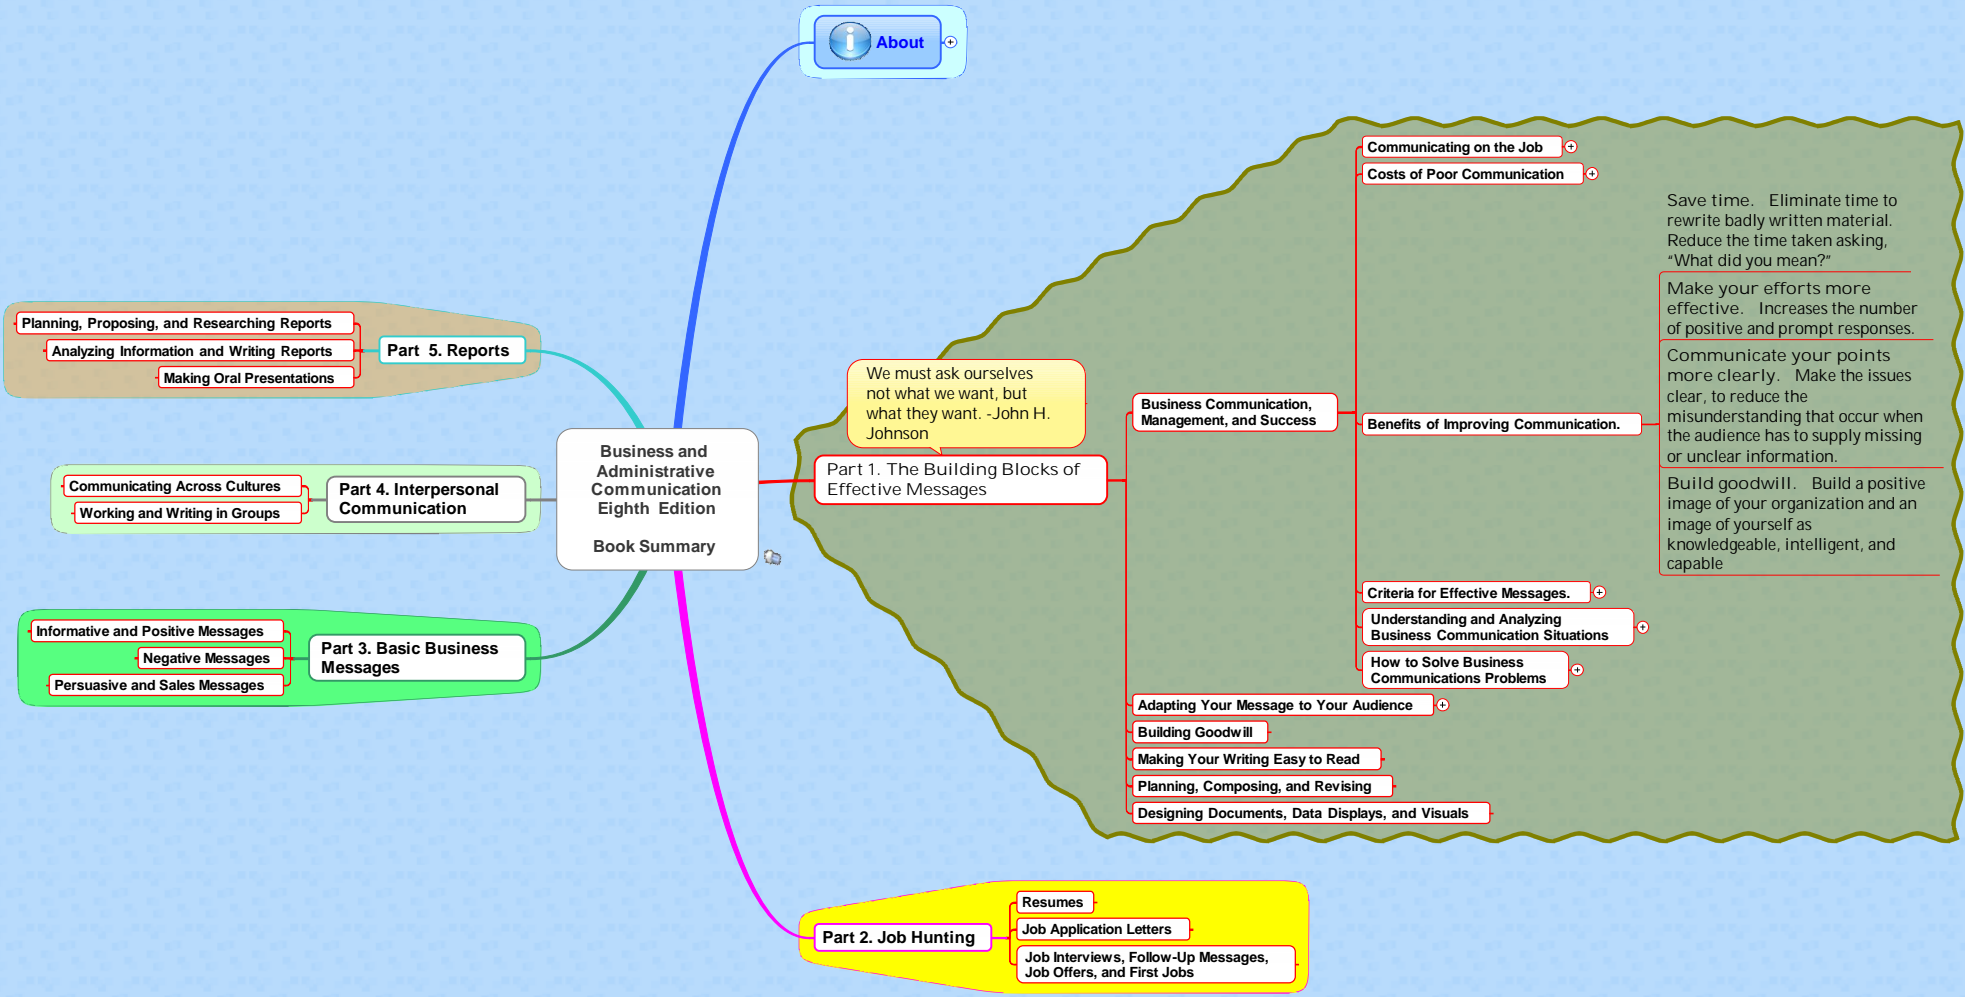 About
Communicating on the Job
Costs of Poor Communication
Save time. Eliminate time to
rewrite badly written material.
Reduce the time taken asking,
“What did you mean?”
Make your efforts more
effective. Increases the number
of positive and prompt responses.
Communicate your points
more clearly. Make the issues
clear, to reduce the
misunderstanding that occur when
the audience has to supply missing
or unclear information.
Build goodwill. Build a positive
image of your organization and an
image of yourself as
knowledgeable, intelligent, and
capable
Benefits of Improving Communication.
Criteria for Effective Messages.
Understanding and Analyzing
Business Communication Situations
How to Solve Business
Communications Problems
Business Communication,
Management, and Success
Adapting Your Message to Your Audience
Building Goodwill
Making Your Writing Easy to Read
Planning, Composing, and Revising
Designing Documents, Data Displays, and Visuals
We must ask ourselves
not what we want, but
what they want. -John H.
Johnson
Part 1. The Building Blocks of
Effective Messages
Business and
Administrative
Communication
Eighth Edition
Book Summary
Part 5. Reports
Planning, Proposing, and Researching Reports
Analyzing Information and Writing Reports
Making Oral Presentations
Part 4. Interpersonal
Communication
Communicating Across Cultures
Working and Writing in Groups
Part 3. Basic Business
Messages
Informative and Positive Messages
Negative Messages
Persuasive and Sales Messages
Part 2. Job Hunting
Resumes
Job Application Letters
Job Interviews, Follow-Up Messages,
Job Offers, and First Jobs